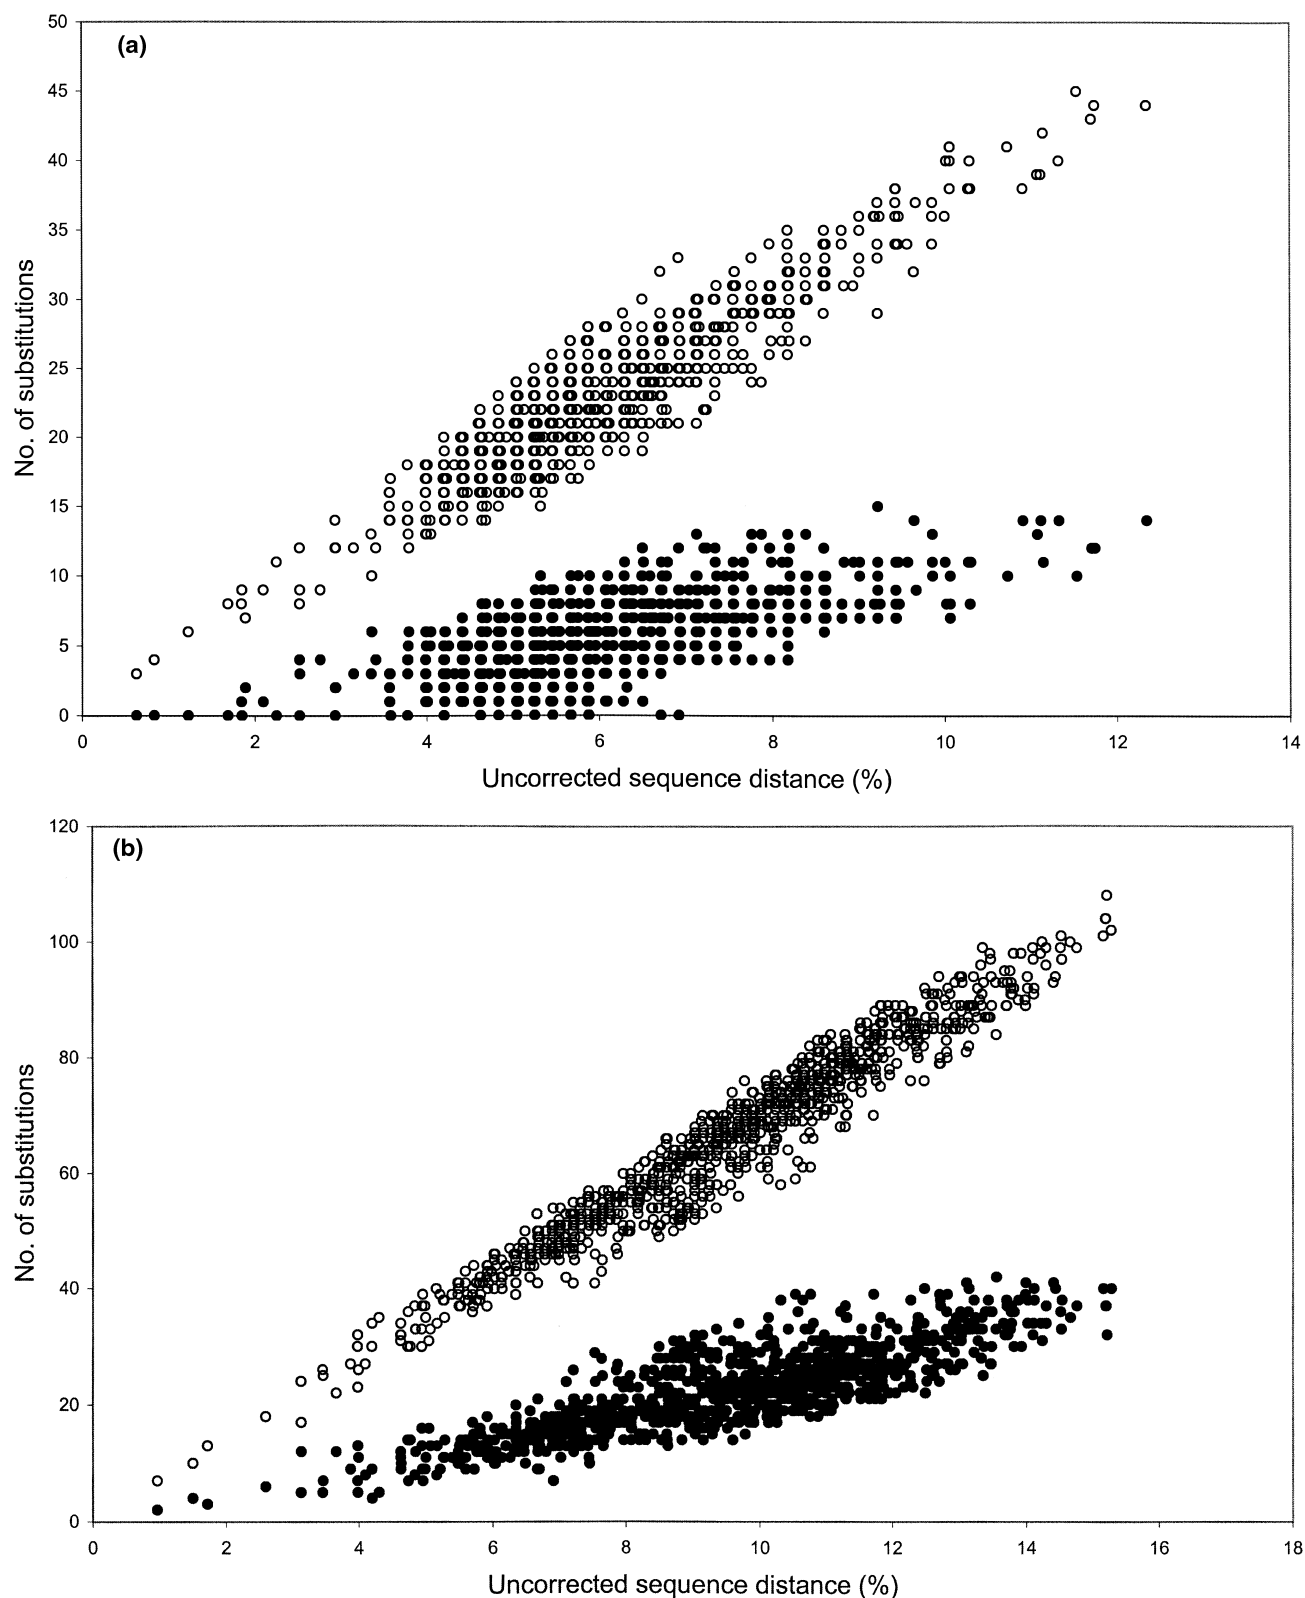 (a)
50
45
40
35
30
25
20
15
10
5
0
No. of substitutions
0 2 4 6 8 10 12 14
Uncorrected sequence distance (%)
(b)
120
100
80
60
40
20
0
No. of substitutions
0 2 4 6 8 10 12 14 16 18
Uncorrected sequence distance (%)